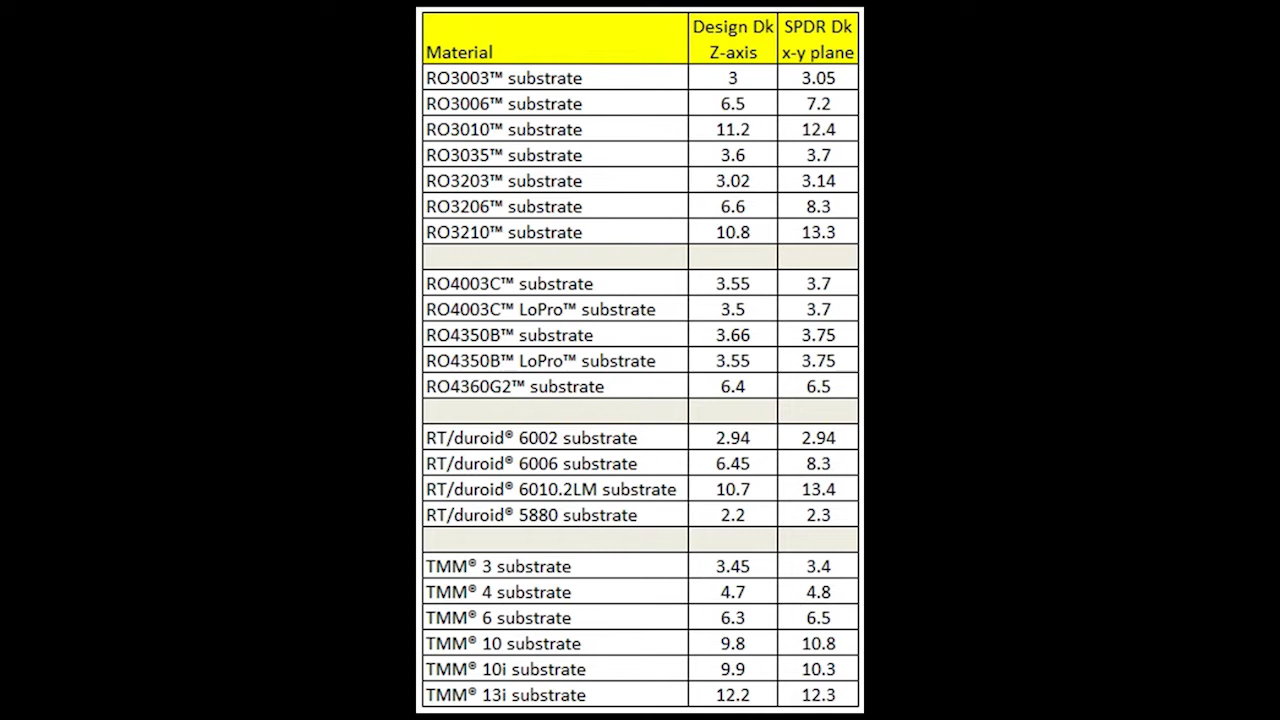 Material Design Dk Z-axis SPDR Dk x-y plane
RO3003™ substrate 3 3.05
RO3006™ substrate 6.5 7.2
RO3010™ substrate 11.2 12.4
RO3035™ substrate 3.6 3.7
RO3203™ substrate 3.02 3.14
RO3206™ substrate 6.6 8.3
RO3210™ substrate 10.8 13.3
RO4003C™ substrate 3.55 3.7
RO4003C™ LoPro™ substrate 3.5 3.7
RO4350B™ substrate 3.66 3.75
RO4350B™ LoPro™ substrate 3.55 3.75
RO4360G2™ substrate 6.4 6.5
RT/duroid® 6002 substrate 2.94 2.94
RT/duroid® 6006 substrate 6.45 8.3
RT/duroid® 6010.2LM substrate 10.7 13.4
RT/duroid® 5880 substrate 2.2 2.3
TMM® 3 substrate 3.45 3.4
TMM® 4 substrate 4.7 4.8
TMM® 6 substrate 6.3 6.5
TMM® 10 substrate 9.8 10.8
TMM® 10i substrate 9.9 10.3
TMM® 13i substrate 12.2 12.3